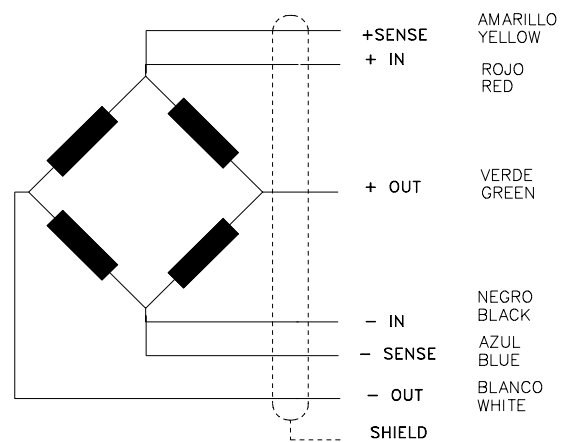 +SENSE AMARILLO
YELLOW
+ IN ROJO
RED
+ OUT VERDE
GREEN
- IN NEGRO
BLACK
- SENSE AZUL
BLUE
- OUT BLANCO
WHITE
SHIELD